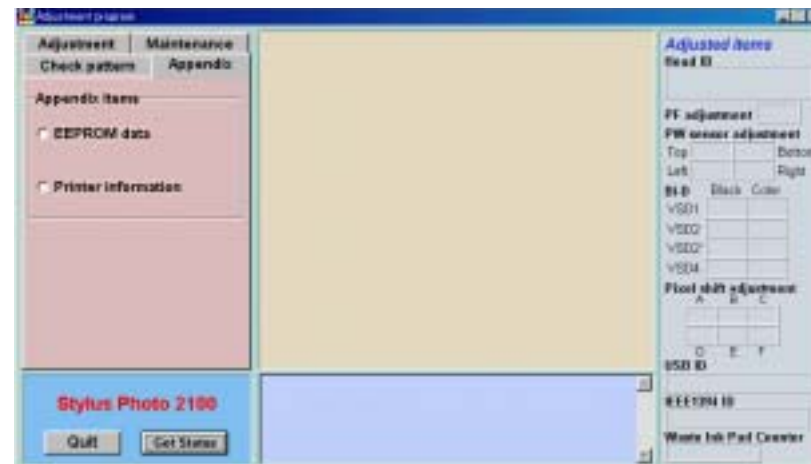 Adjustment program
Adjustment Maintenance
Check pattern Appendix
Appendix Items
EEPROM data
Printer information
Stylus Photo 2100
Quit Get Status
Adjusted items
Head ID
PF adjustment
PW sensor adjustment
Top Bottom
Left Right
Bi-D Black Color
VSD1
VSD2
VSD2*
VSD4
Pixel shift adjustment
A B C
D E F
USB ID
IEEE1394 ID
Waste Ink Pad Counter